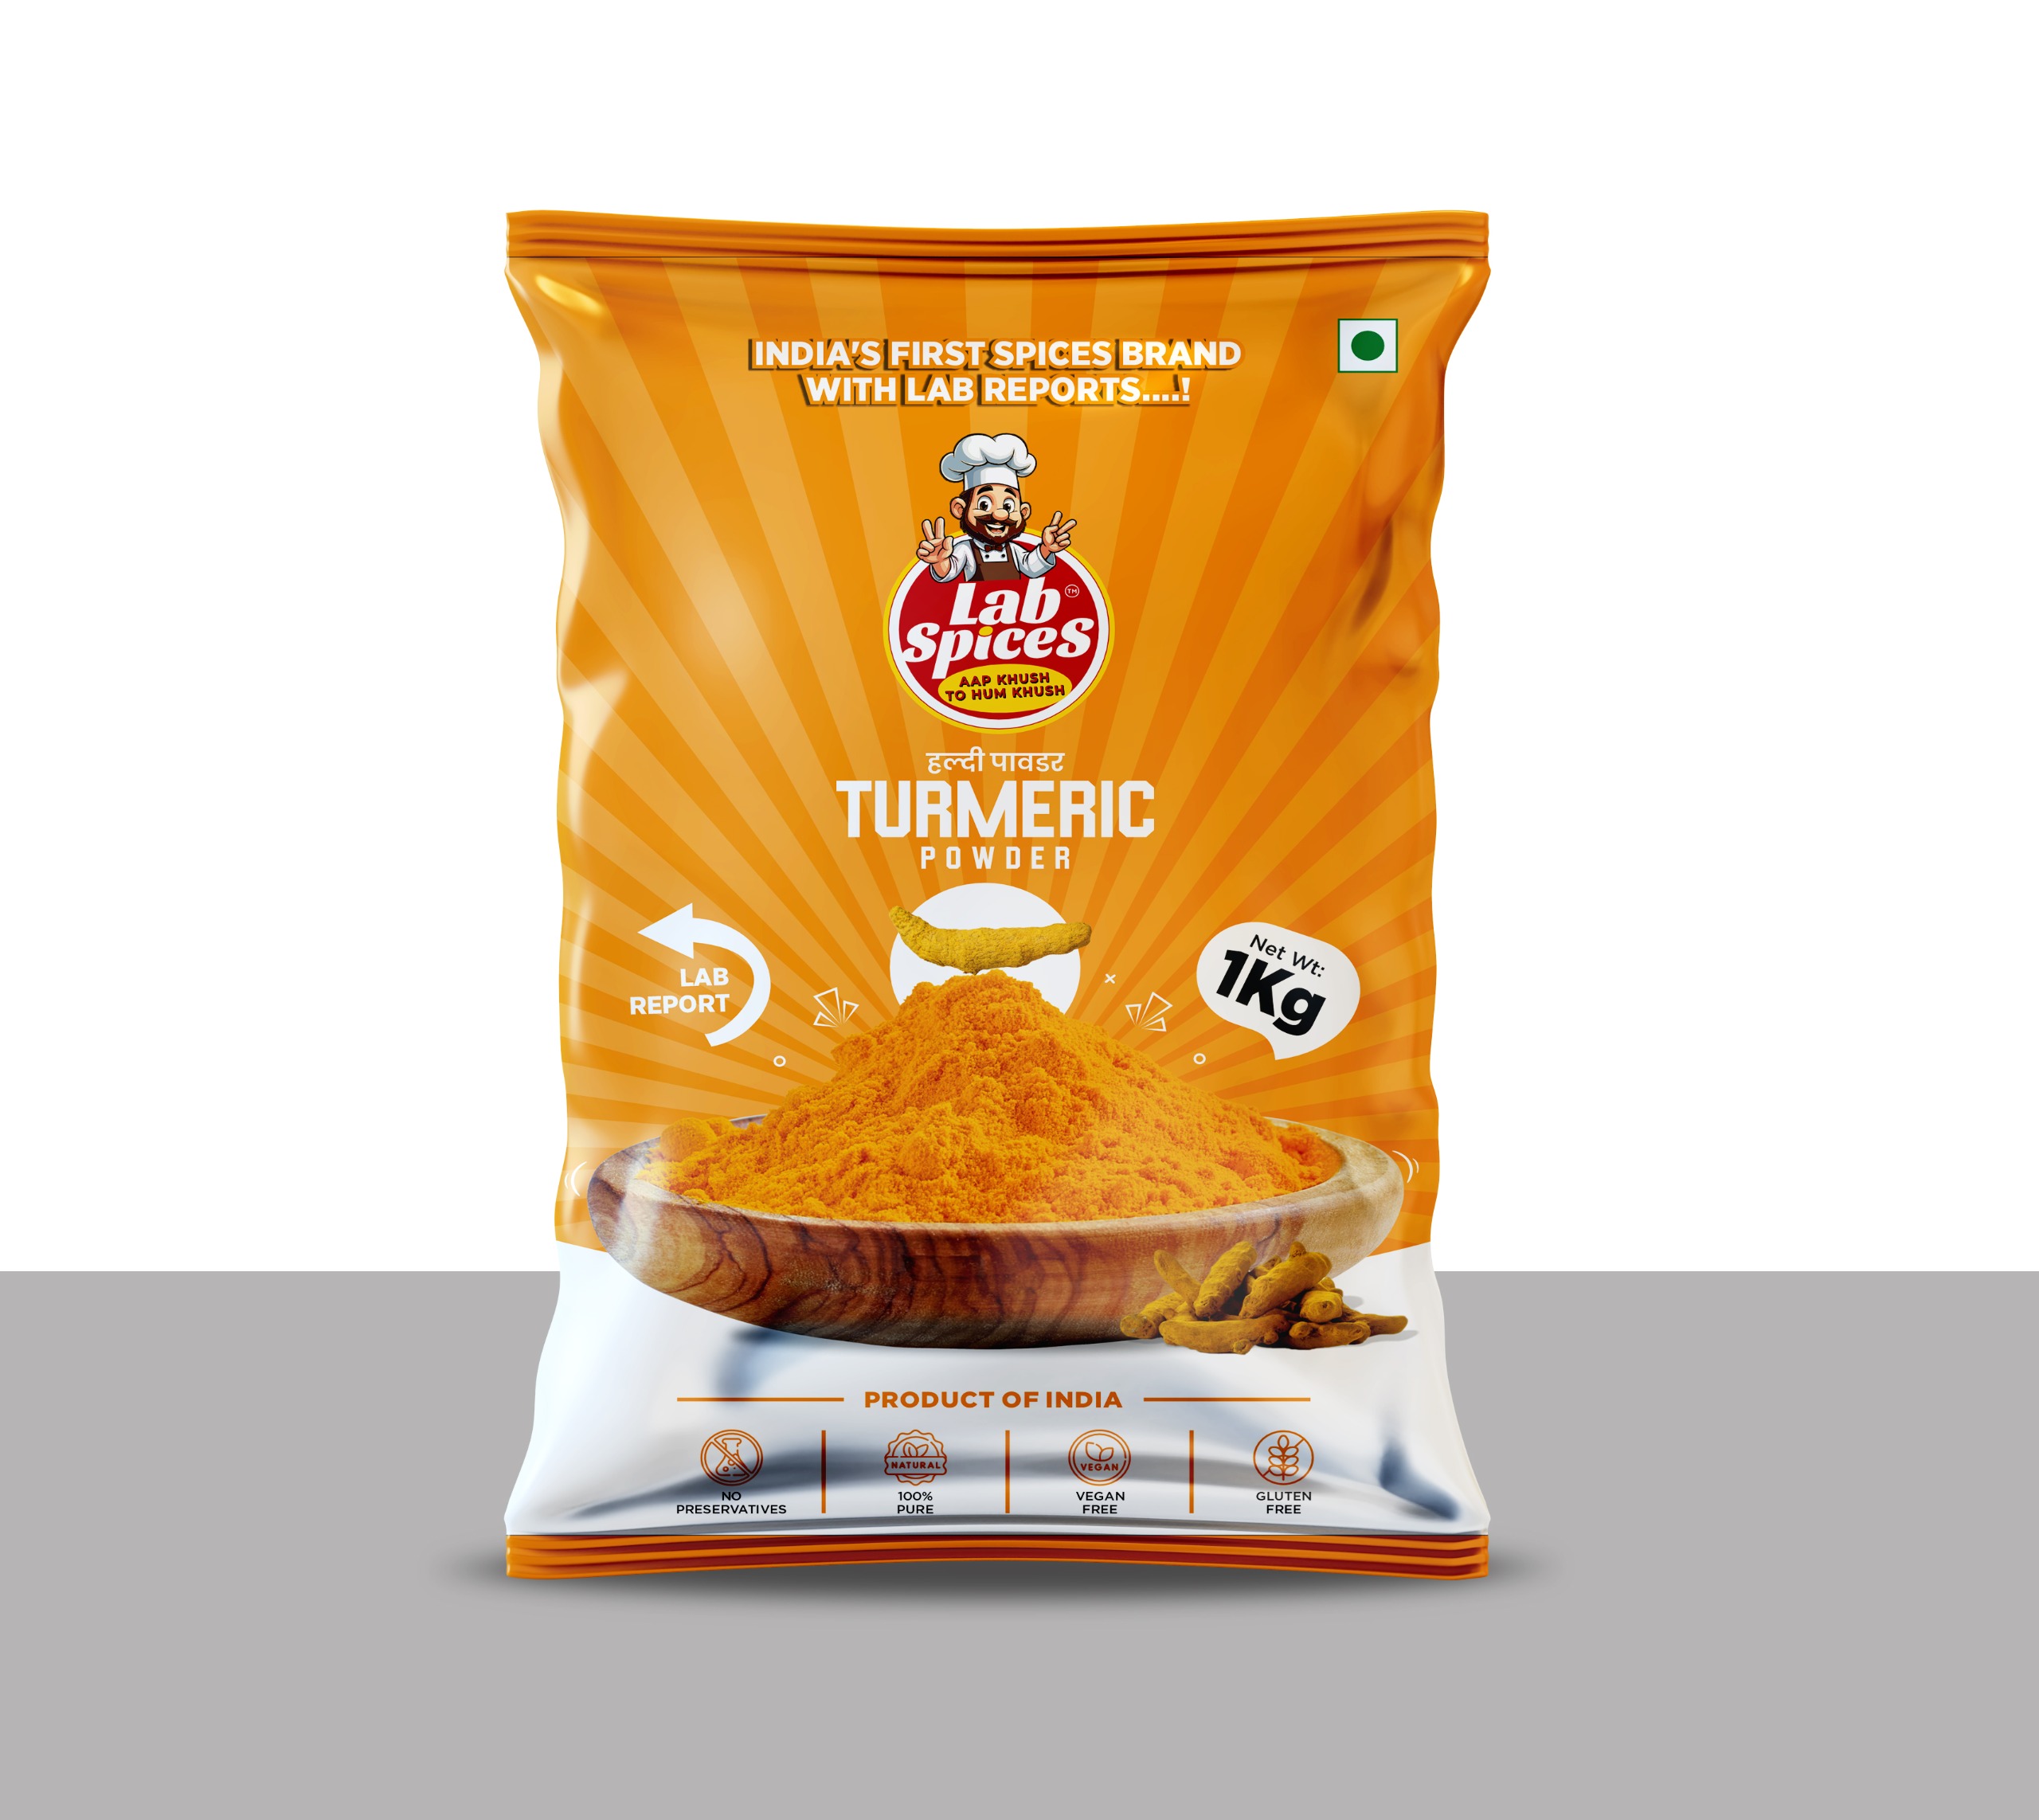 INDIA'S FIRST SPICES BRAND
WITH LAB REPORTS....!
Lab
TM
Spices
AAP KHUSH
TO HUM KHUSH
हल्दी पावडर
TURMERIC
POWDER
LAB
REPORT
Net Wt:
1Kg
PRODUCT OF INDIA
NATURAL
VEGAN
NO
PRESERVATIVES
100%
PURE
VEGAN
FREE
GLUTEN
FREE